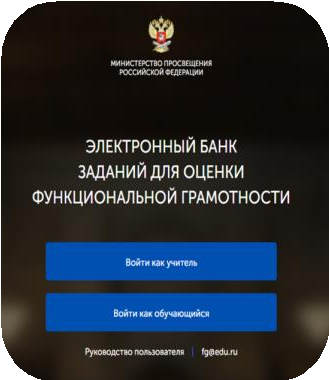 МИНИСТЕРСТВО ПРОСВЕЩЕНИЯ
РОССИЙСКОЙ ФЕДЕРАЦИИ
ЭЛЕКТРОННЫЙ БАНК
ЗАДАНИЙ ДЛЯ ОЦЕНКИ
ФУНКЦИОНАЛЬНОЙ ГРАМОТНОСТИ
Войти как учитель
Войти как обучающийся
Руководство пользователя | fg@edu.ru